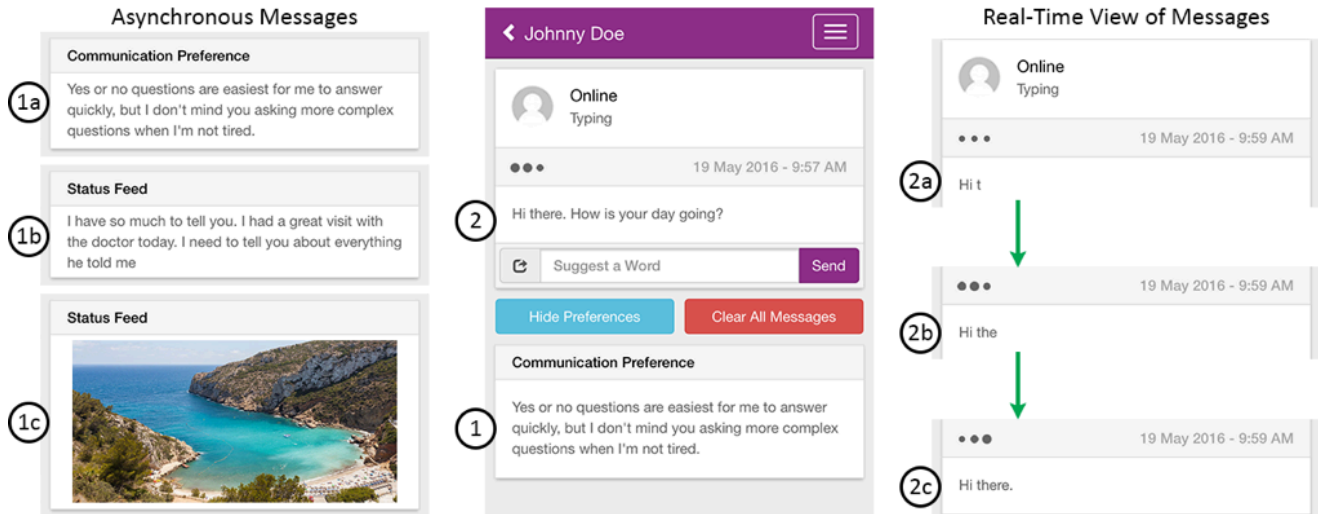 Asynchronous Messages
1a
Communication Preference
Yes or no questions are easiest for me to answer
quickly, but I don't mind you asking more complex
questions when I'm not tired.
1b
Status Feed
I have so much to tell you. I had a great visit with
the doctor today. I need to tell you about everything
he told me
1c
Status Feed
Johnny Doe
Online
Typing
19 May 2016 - 9:57 AM
2
Hi there. How is your day going?
Suggest a Word
Send
Hide Preferences
Clear All Messages
1
Communication Preference
Yes or no questions are easiest for me to answer
quickly, but I don't mind you asking more complex
questions when I'm not tired.
Real-Time View of Messages
Online
Typing
19 May 2016 - 9:59 AM
2a
Hi t
19 May 2016 - 9:59 AM
2b
Hi the
19 May 2016 - 9:59 AM
2c
Hi there.